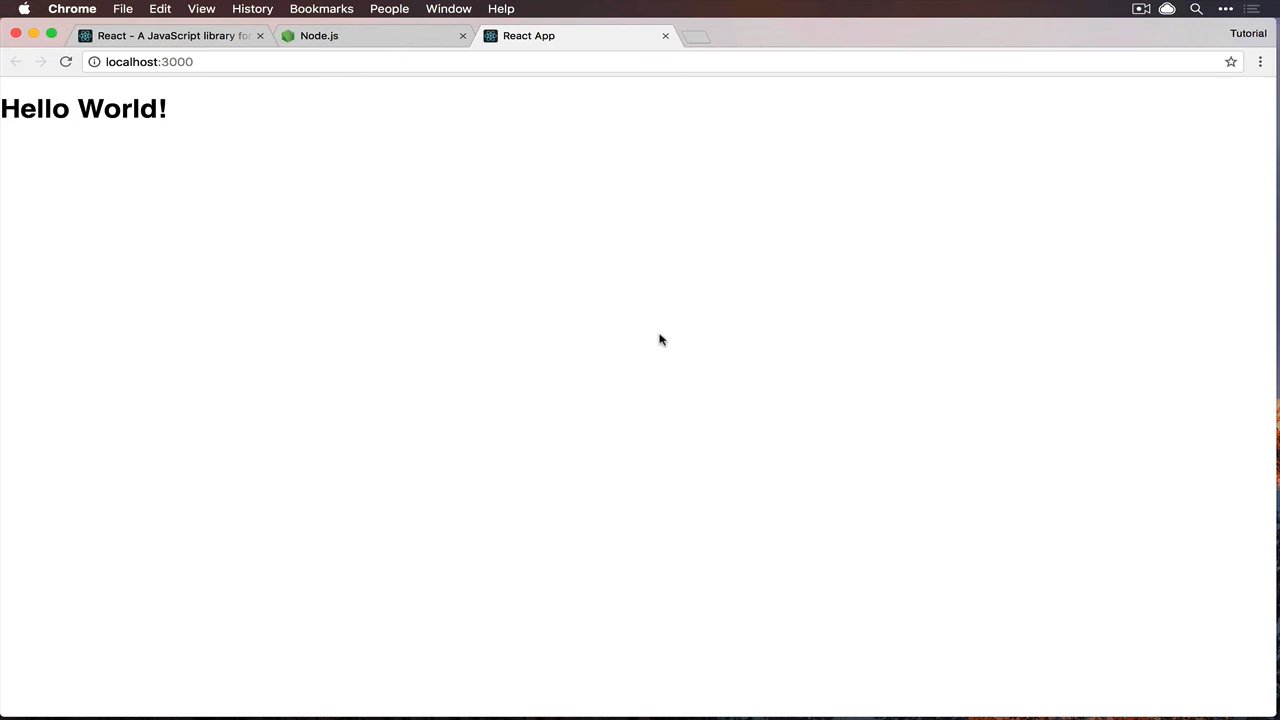 Chrome File Edit View History Bookmarks People Window Help
React - A JavaScript library fo
Node.js
React App
Tutorial
localhost:3000
Hello World!